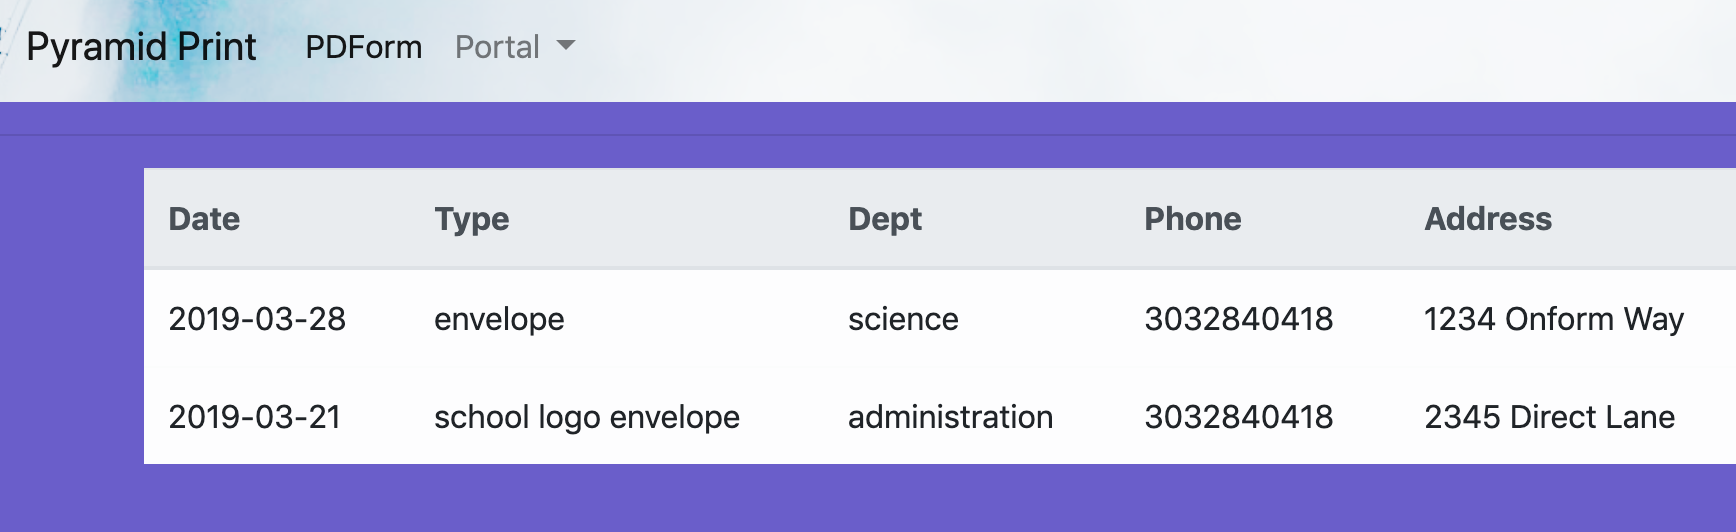 Pyramid Print PDForm Portal
Date Type Dept Phone Address
2019-03-28 envelope science 3032840418 1234 Onform Way
2019-03-21 school logo envelope administration 3032840418 2345 Direct Lane